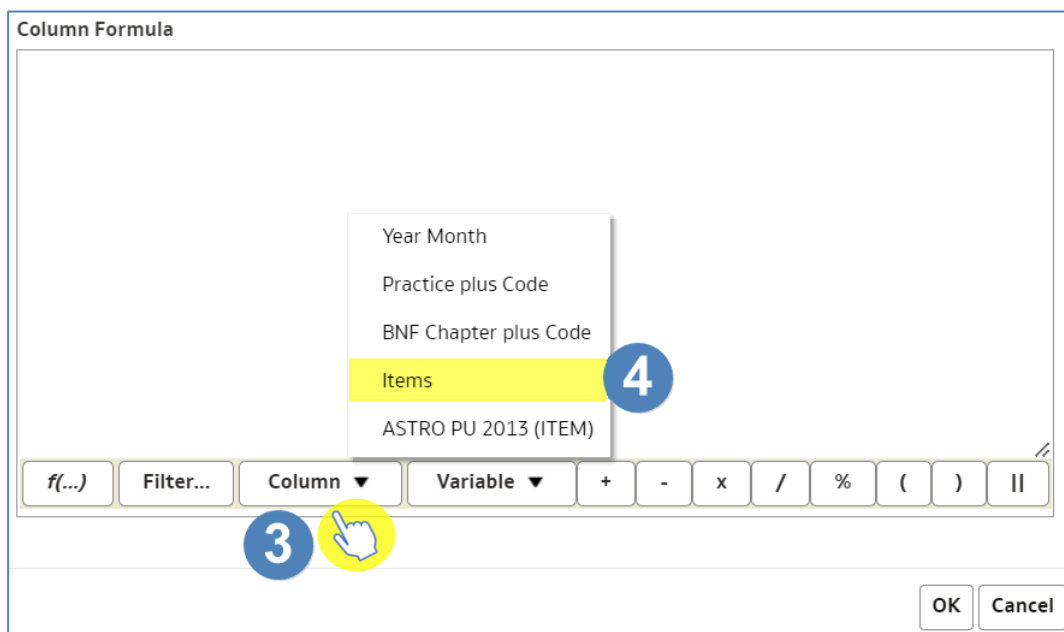 Column Formula
Year Month
Practice plus Code
BNF Chapter plus Code
Items
4
ASTRO PU 2013 (ITEM)
f(...) Filter... Column ▼ Variable ▼ + - x / % ( ) ||
3
OK Cancel